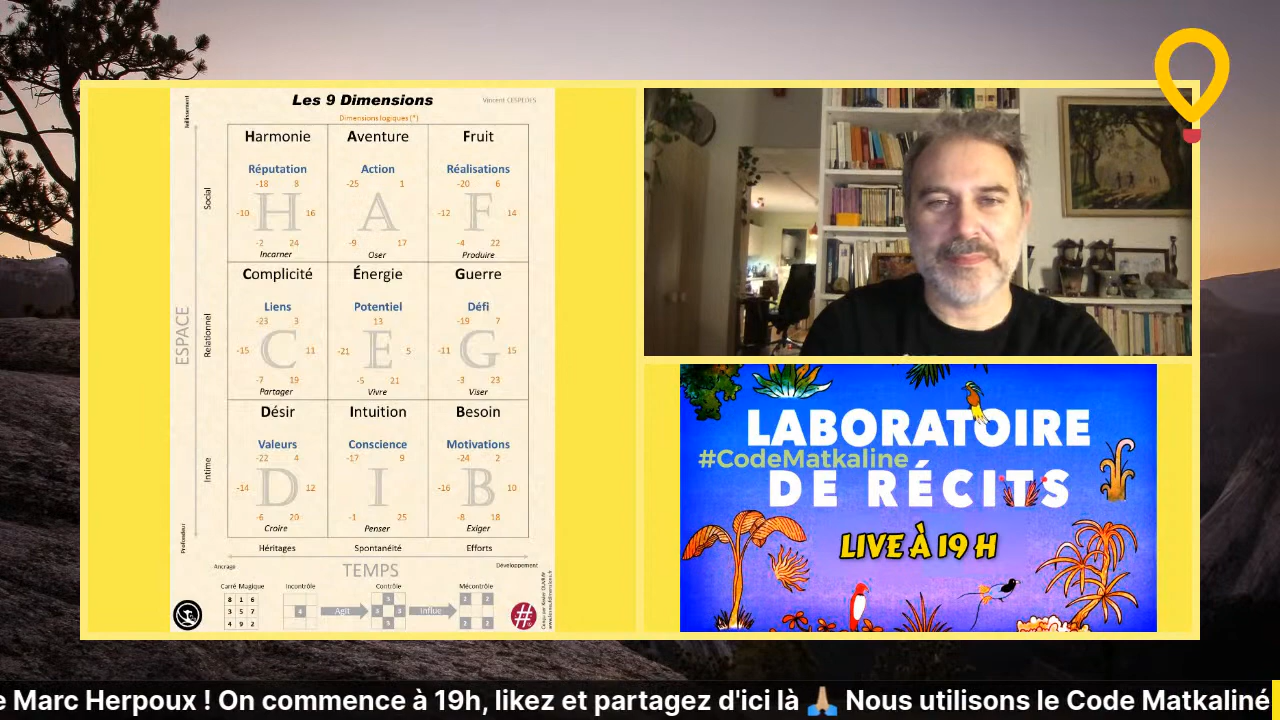 Les 9 Dimensions
Vincent CESPEDES
Dimensions logiques (*)
Harmonie Aventure Fruit
Réputation Action Réalisations
-18 8 -25 1 -20 6
-10 H 16 A -12 F 14
-2 24 -9 17 -4 22
Incarner Oser Produire
Complicité Énergie Guerre
Liens Potentiel Défi
-23 3 13 -19 7
-15 C 11 -21 E 5 -11 G 15
-7 19 -5 21 -3 23
Partager Vivre Viser
Désir Intuition Besoin
Valeurs Conscience Motivations
-22 4 -17 9 -24 2
-14 D 12 I -16 B 10
-6 20 -1 25 -8 18
Croire Penser Exiger
Héritages Spontanéité Efforts
Ancrage Développement
TEMPS
ESPACE
Social
Relationnel
Intime
Profondeur
Carré Magique Incontrôle Contrôle Mécontrôle
8 1 6
3 5 7
4 9 2
Agit
Influe
#
LABORATOIRE
#CodeMatkaline
DE RÉCITS
LIVE À 19 H
e Marc Herpoux ! On commence à 19h, likez et partagez d'ici là 🙏🏽 Nous utilisons le Code Matkaliné